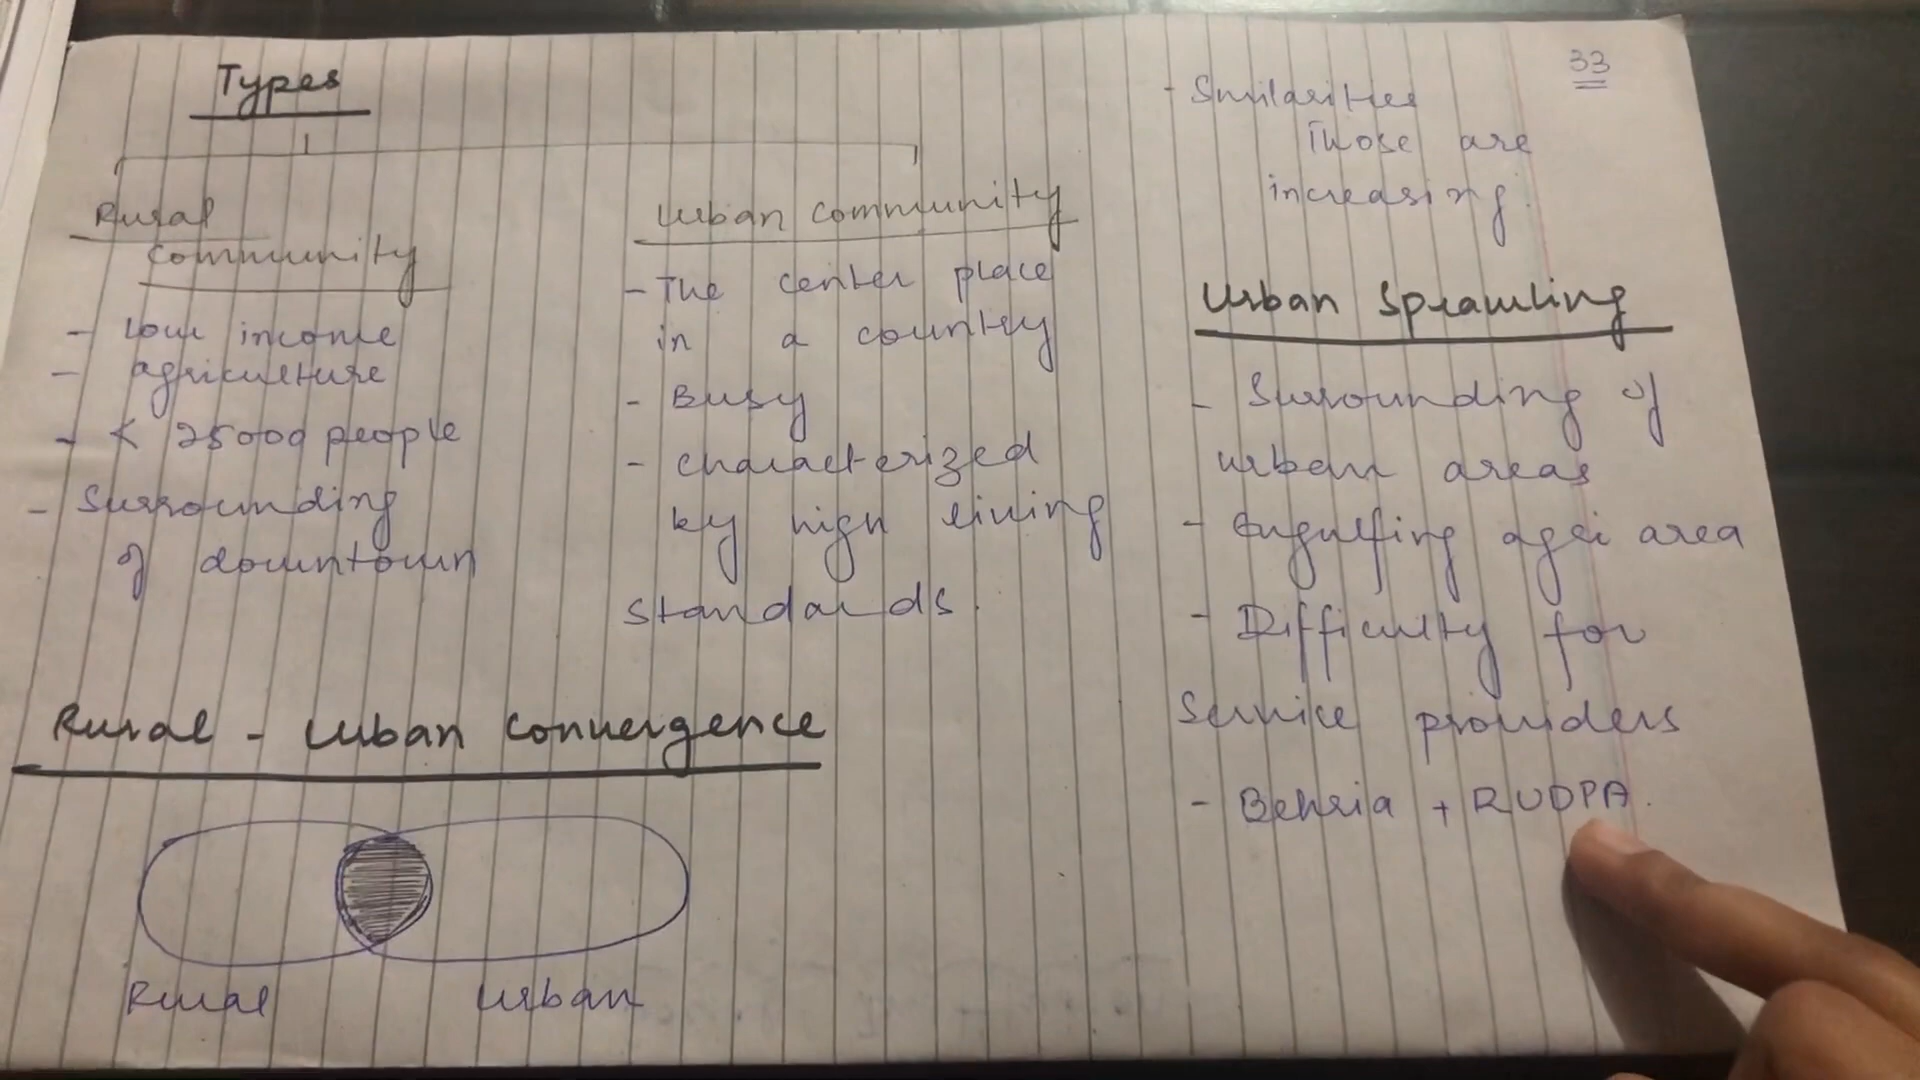 Types
Rural
community
- low income
- agriculture
- < 25000 people
- Surrounding
of downtown
Urban community
- The center place
in a country
- Busy
- characterized
by high living
standards.
Rural - Urban Convergence
Rural Urban
33
- Similarities
Those are
increasing.
Urban Sprawling
- Surrounding of
urban areas
- Engulfing agri area
- Difficulty for
Service providers
- Behria + RUDPA.